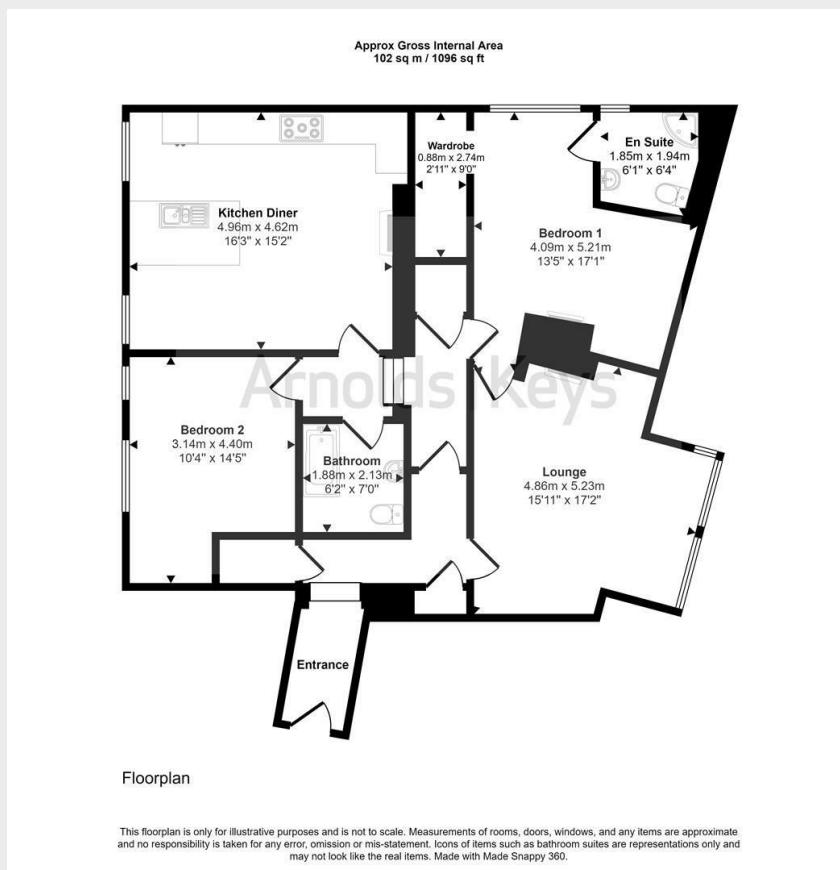 Approx Gross Internal Area
102 sq m / 1096 sq ft
Wardrobe
0.88m x 2.74m
2'11" x 9'0"
En Suite
1.85m x 1.94m
6'1" x 6'4"
Kitchen Diner
4.96m x 4.62m
16'3" x 15'2"
Bedroom 1
4.09m x 5.21m
13'5" x 17'1"
Arnolds Keys
Bedroom 2
3.14m x 4.40m
10'4" x 14'5"
Bathroom
1.88m x 2.13m
6'2" x 7'0"
Lounge
4.86m x 5.23m
15'11" x 17'2"
Entrance
Floorplan
This floorplan is only for illustrative purposes and is not to scale. Measurements of rooms, doors, windows, and any items are approximate
and no responsibility is taken for any error, omission or mis-statement. Icons of items such as bathroom suites are representations only and
may not look like the real items. Made with Made Snappy 360.